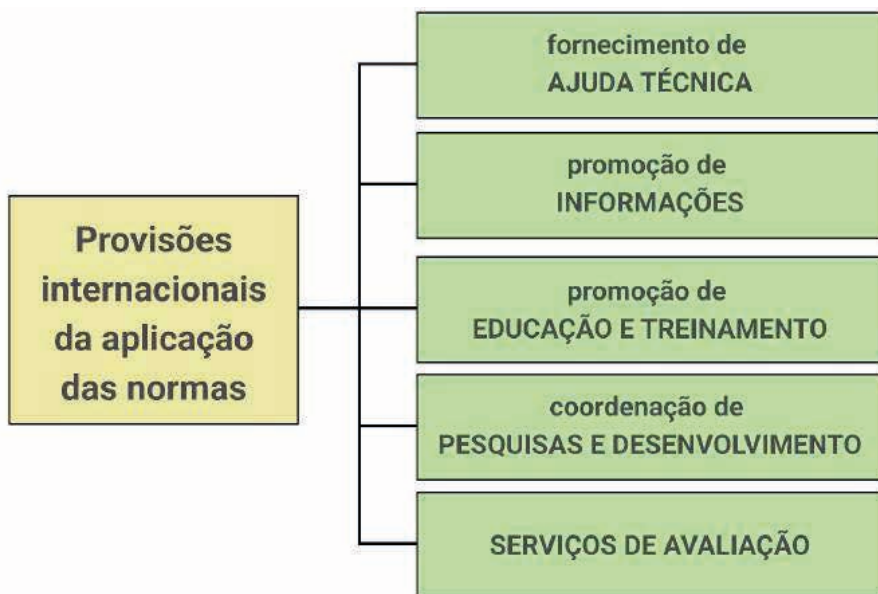 Provisões
internacionais
da aplicação
das normas
fornecimento de
AJUDA TÉCNICA
promoção de
INFORMAÇÕES
promoção de
EDUCAÇÃO E TREINAMENTO
coordenação de
PESQUISAS E DESENVOLVIMENTO
SERVIÇOS DE AVALIAÇÃO